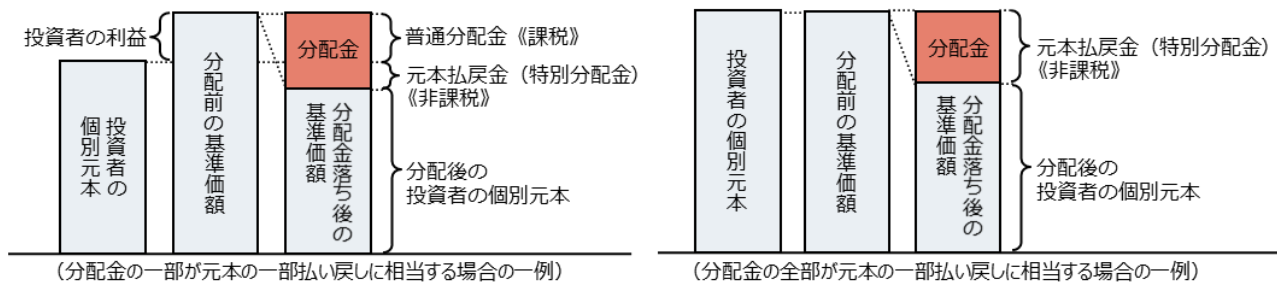 投資者の利益
投資者の
個別元本
分配前の基準価額
分配金
分配金落ち後の
基準価額
普通分配金《課税》
元本払戻金（特別分配金）
《非課税》
分配後の
投資者の個別元本
（分配金の一部が元本の一部払い戻しに相当する場合の一例）
投資者の個別元本
分配前の基準価額
分配金
分配金落ち後の
基準価額
元本払戻金（特別分配金）
《非課税》
分配後の
投資者の個別元本
（分配金の全部が元本の一部払い戻しに相当する場合の一例）